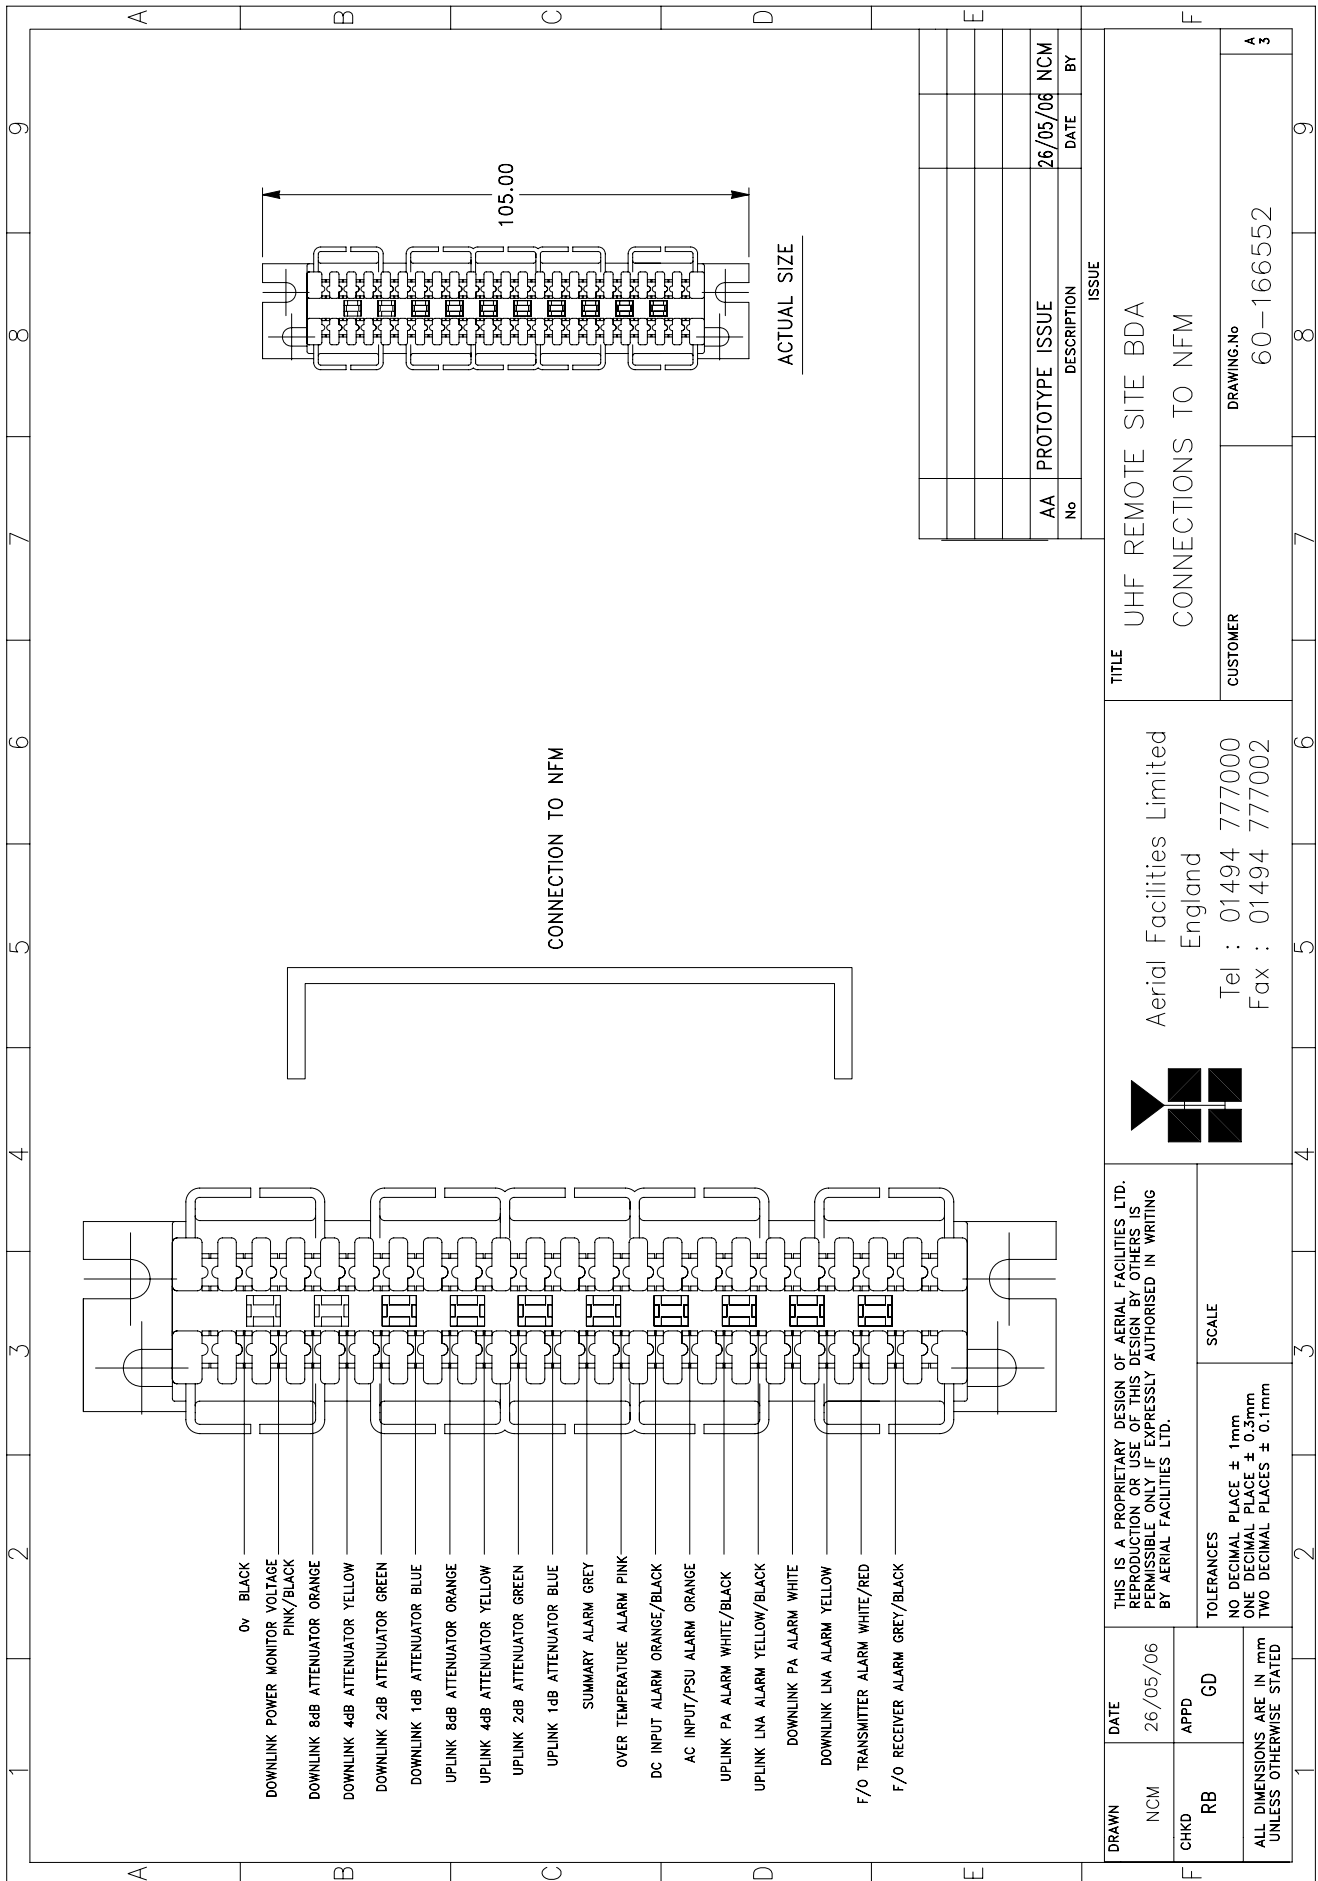 1 2 3 4 5 6 7 8 9
A
B
C
D
E
F
0v BLACK
DOWNLINK POWER MONITOR VOLTAGE
PINK/BLACK
DOWNLINK 8dB ATTENUATOR ORANGE
DOWNLINK 4dB ATTENUATOR YELLOW
DOWNLINK 2dB ATTENUATOR GREEN
DOWNLINK 1dB ATTENUATOR BLUE
UPLINK 8dB ATTENUATOR ORANGE
UPLINK 4dB ATTENUATOR YELLOW
UPLINK 2dB ATTENUATOR GREEN
UPLINK 1dB ATTENUATOR BLUE
SUMMARY ALARM GREY
OVER TEMPERATURE ALARM PINK
DC INPUT ALARM ORANGE/BLACK
AC INPUT/PSU ALARM ORANGE
UPLINK PA ALARM WHITE/BLACK
UPLINK LNA ALARM YELLOW/BLACK
DOWNLINK PA ALARM WHITE
DOWNLINK LNA ALARM YELLOW
F/O TRANSMITTER ALARM WHITE/RED
F/O RECEIVER ALARM GREY/BLACK
CONNECTION TO NFM
105.00
ACTUAL SIZE
AA PROTOTYPE ISSUE 26/05/06 NCM
No DESCRIPTION DATE BY
ISSUE
DRAWN
NCM
DATE
26/05/06
CHKD
RB
APPD
GD
ALL DIMENSIONS ARE IN mm
UNLESS OTHERWISE STATED
THIS IS A PROPRIETARY DESIGN OF AERIAL FACILITIES LTD.
REPRODUCTION OR USE OF THIS DESIGN BY OTHERS IS
PERMISSIBLE ONLY IF EXPRESSLY AUTHORISED IN WRITING
BY AERIAL FACILITIES LTD.
TOLERANCES
NO DECIMAL PLACE ± 1mm
ONE DECIMAL PLACE ± 0.3mm
TWO DECIMAL PLACES ± 0.1mm
SCALE
Aerial Facilities Limited
England
Tel : 01494 777000
Fax : 01494 777002
TITLE
UHF REMOTE SITE BDA
CONNECTIONS TO NFM
CUSTOMER
DRAWING.No
60-166552
A
3
A
B
C
D
E
F
1 2 3 4 5 6 7 8 9